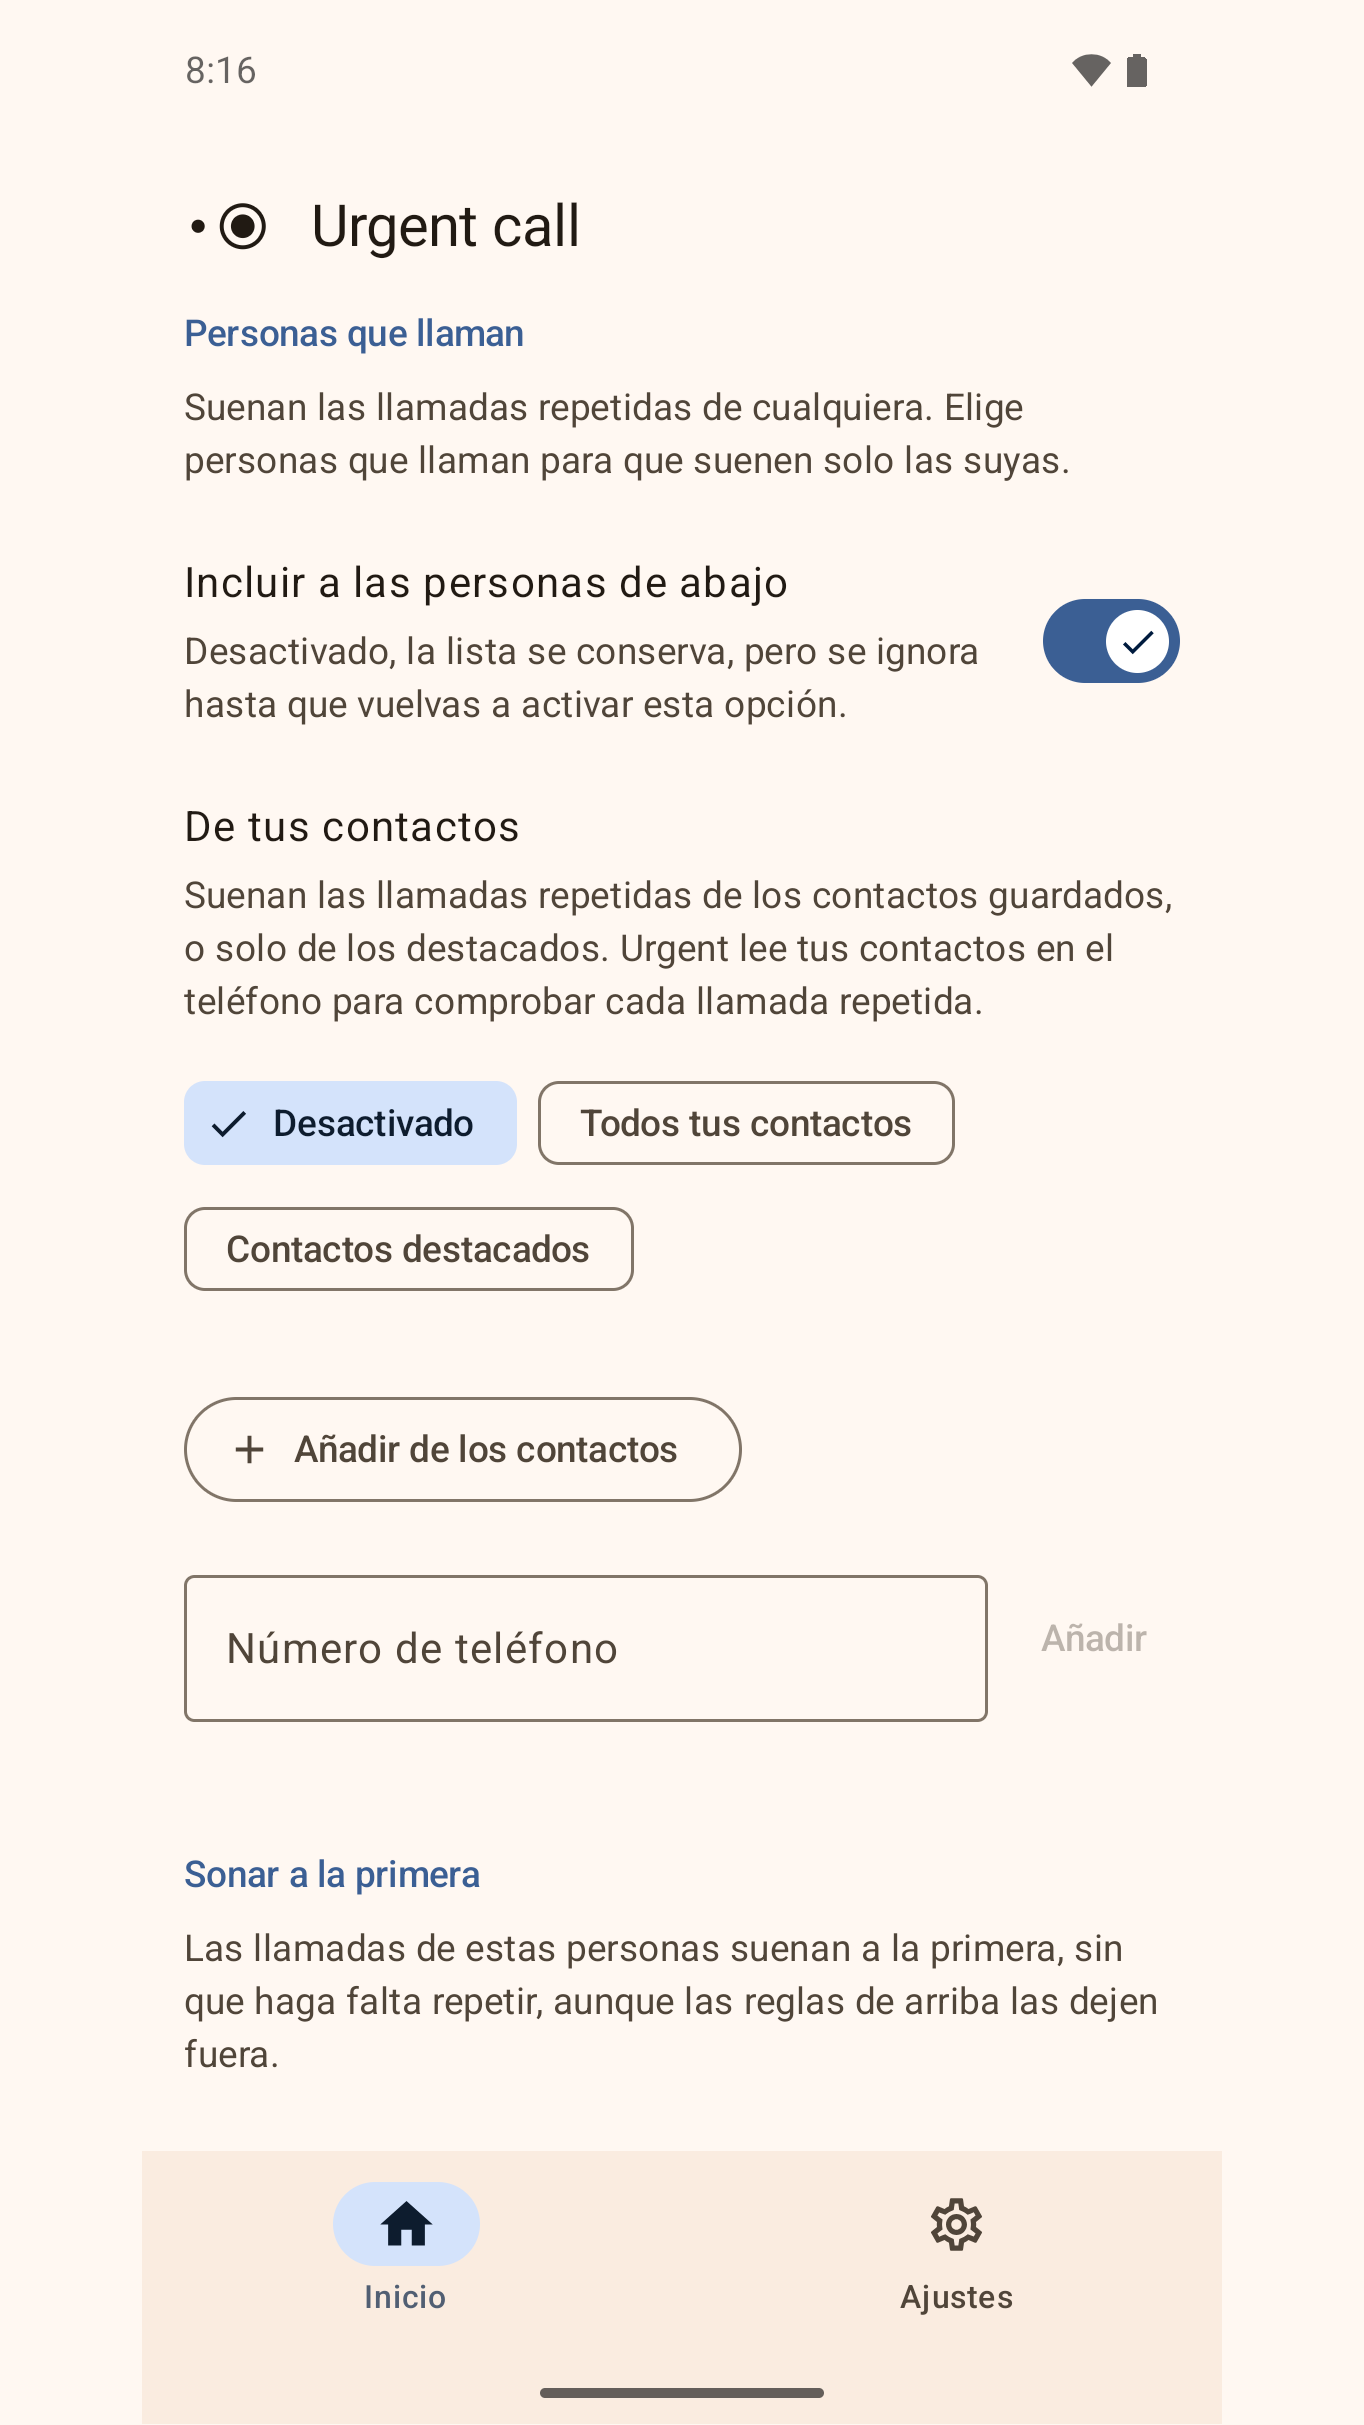 8:16
Urgent call
Personas que llaman
Suenan las llamadas repetidas de cualquiera. Elige
personas que llaman para que suenen solo las suyas.
Incluir a las personas de abajo
Desactivado, la lista se conserva, pero se ignora
hasta que vuelvas a activar esta opción.
De tus contactos
Suenan las llamadas repetidas de los contactos guardados,
o solo de los destacados. Urgent lee tus contactos en el
teléfono para comprobar cada llamada repetida.
Desactivado
Todos tus contactos
Contactos destacados
Añadir de los contactos
Número de teléfono
Añadir
Sonar a la primera
Las llamadas de estas personas suenan a la primera, sin
que haga falta repetir, aunque las reglas de arriba las dejen
fuera.
Inicio
Ajustes